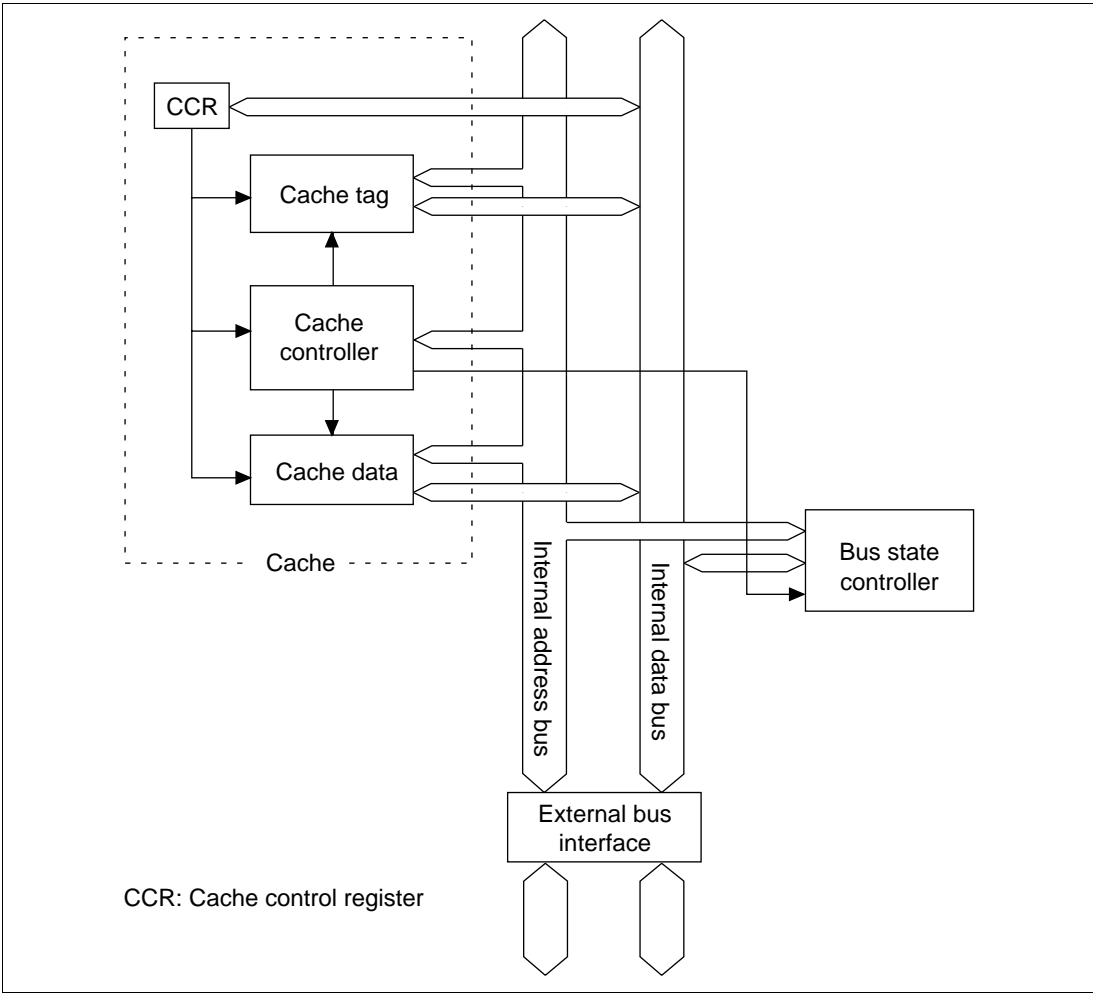 CCR
Cache tag
Cache
controller
Cache data
Cache
Internal address bus
Internal data bus
Bus state
controller
External bus
interface
CCR: Cache control register